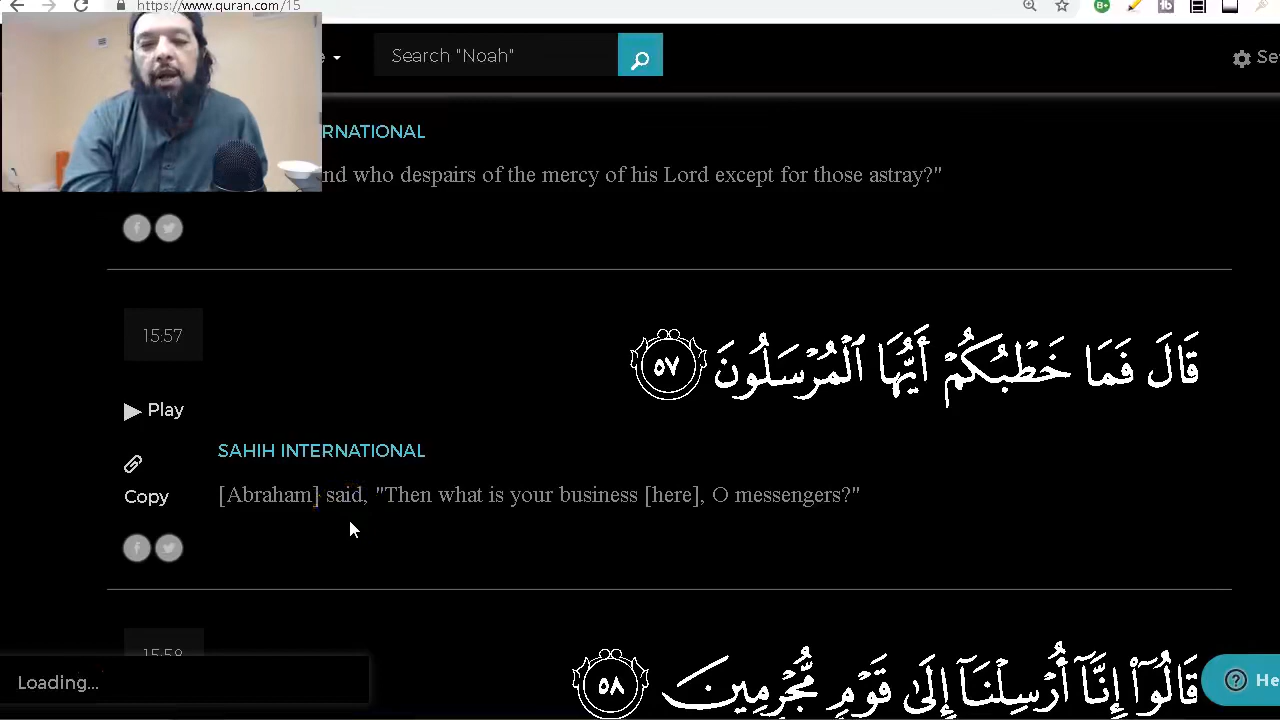 https://www.quran.com/15
Search "Noah"
RNATIONAL
nd who despairs of the mercy of his Lord except for those astray?"
15:57
قَالَ فَمَا خَطْبُكُمْ أَيُّهَا ٱلْمُرْسَلُونَ ٥٧
Play
SAHIH INTERNATIONAL
Copy
[Abraham] said, "Then what is your business [here], O messengers?"
15:58
قَالُوٓا۟ إِنَّآ أُرْسِلْنَآ إِلَىٰ قَوْمٍ مُّجْرِمِينَ ٥٨
Loading...